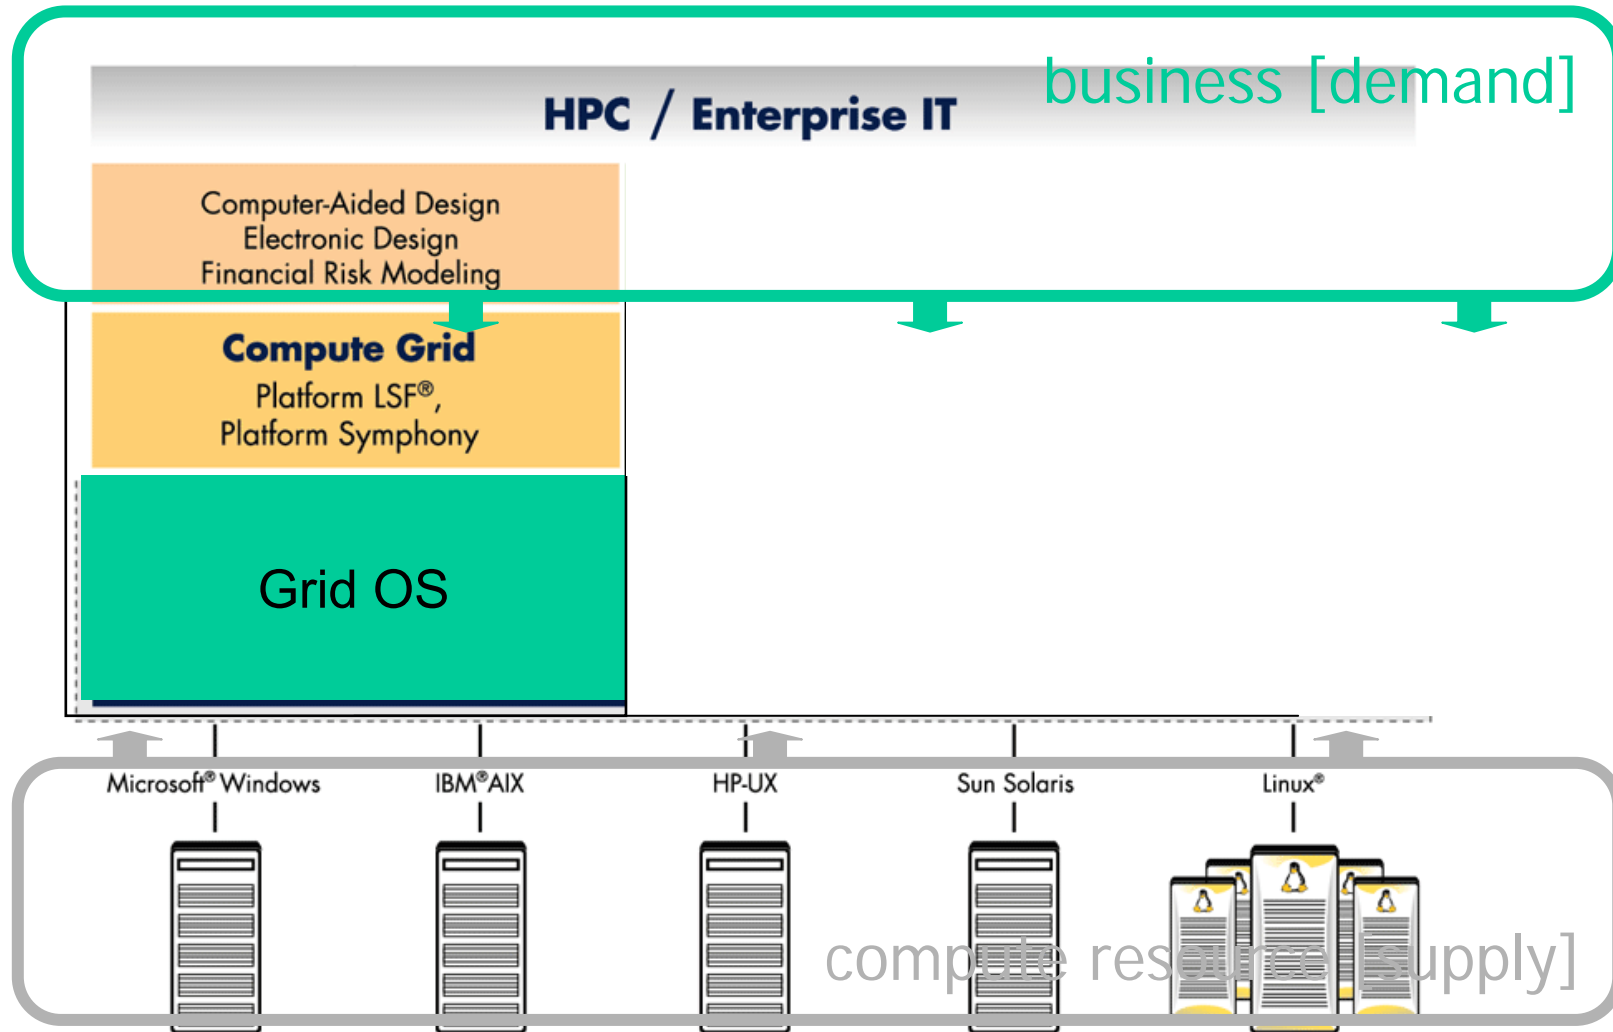 business [demand]
HPC / Enterprise IT
Computer-Aided Design
Electronic Design
Financial Risk Modeling
Compute Grid
Platform LSF®,
Platform Symphony
Grid OS
Microsoft® Windows
IBM®AIX
HP-UX
Sun Solaris
Linux®
compute resource [supply]